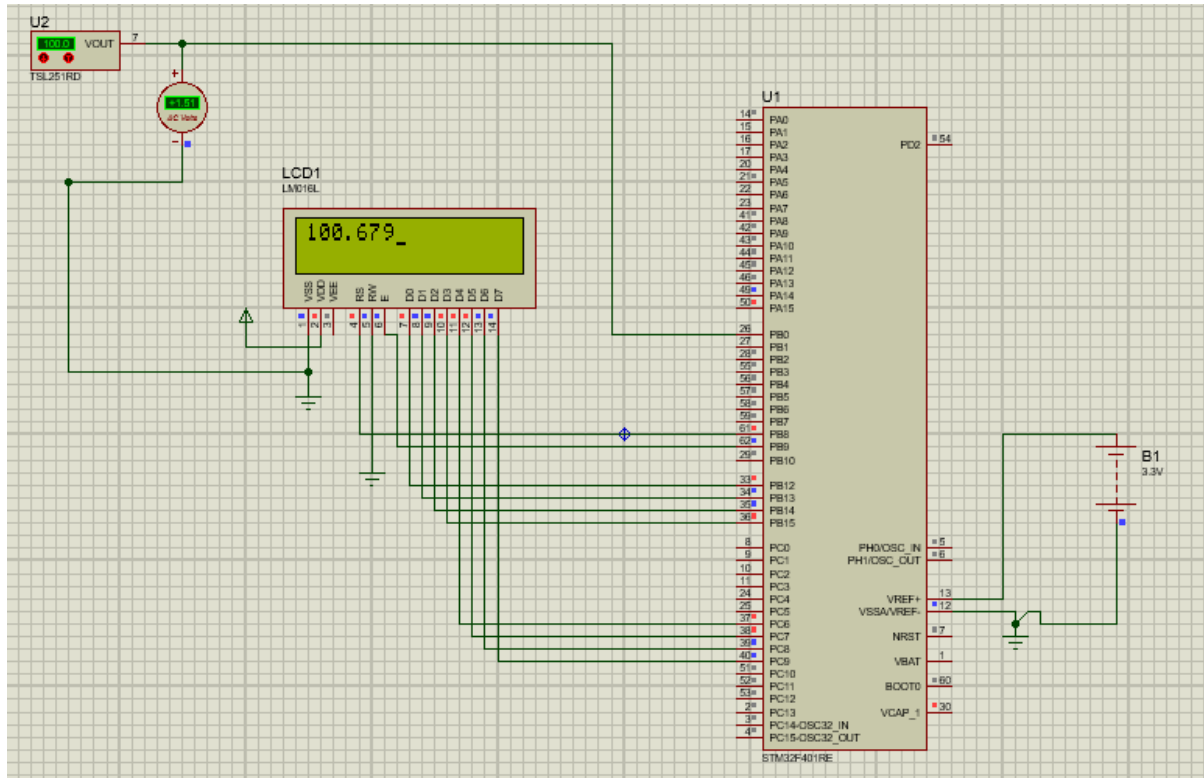 U2
100.0
VOUT
7
TSL251RD
+
+1.51
AC Volts
-
LCD1
LM016L
100.679_
VSS
VDD
VEE
RS
RW
E
D0
D1
D2
D3
D4
D5
D6
D7
1
2
3
4
5
6
7
8
9
10
11
12
13
14
U1
14 PA0
15 PA1
16 PA2
17 PA3
20 PA4
21 PA5
22 PA6
23 PA7
41 PA8
42 PA9
43 PA10
44 PA11
45 PA12
46 PA13
49 PA14
50 PA15
26 PB0
27 PB1
28 PB2
55 PB3
56 PB4
57 PB5
58 PB6
59 PB7
61 PB8
62 PB9
29 PB10
33 PB12
34 PB13
35 PB14
36 PB15
8 PC0
9 PC1
10 PC2
11 PC3
24 PC4
25 PC5
37 PC6
38 PC7
39 PC8
40 PC9
51 PC10
52 PC11
53 PC12
2 PC13
3 PC14-OSC32_IN
4 PC15-OSC32_OUT
PD2 54
PH0/OSC_IN 5
PH1/OSC_OUT 6
VREF+ 13
VSSA/VREF- 12
NRST 7
VBAT 1
BOOT0 60
VCAP_1 30
STM32F401RE
B1
3.3V